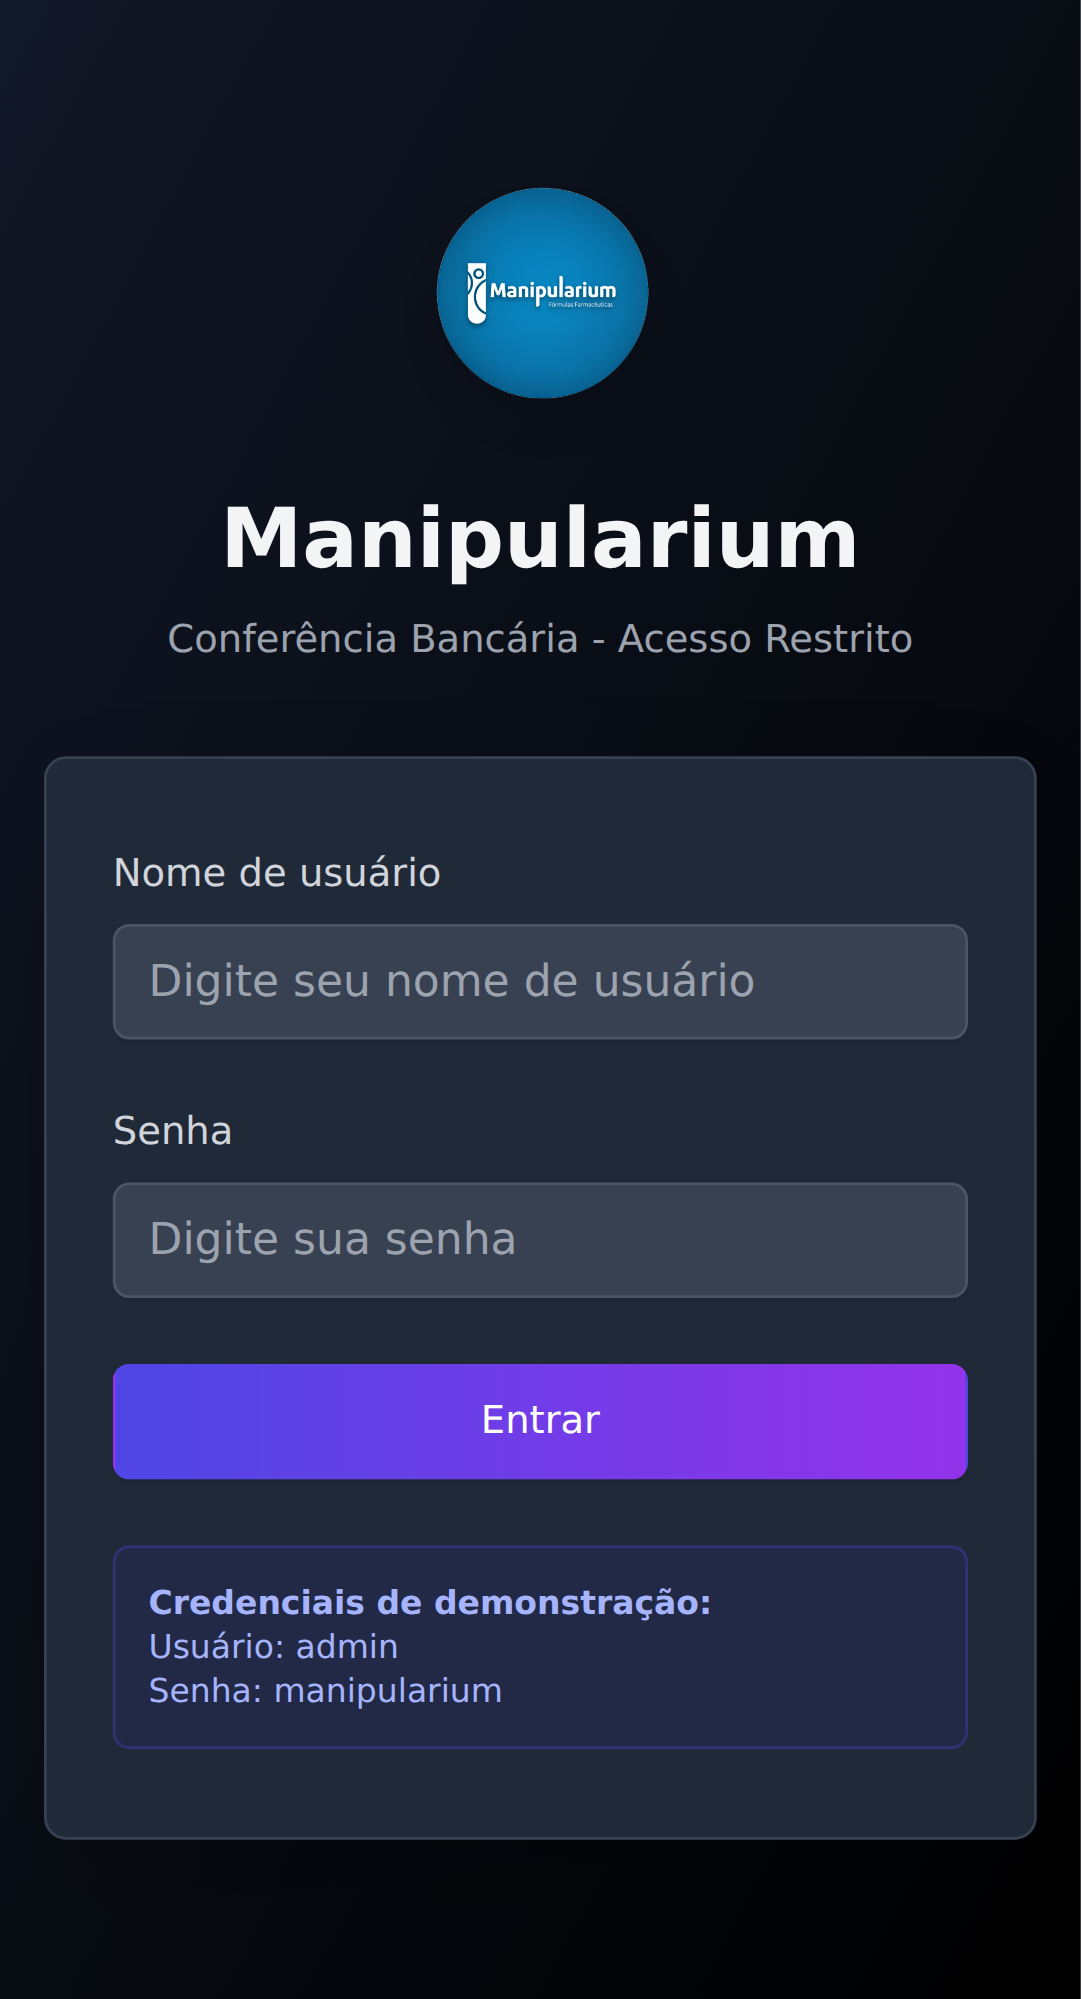 Manipularium
Fórmulas Farmacêuticas
Manipularium
Conferência Bancária - Acesso Restrito
Nome de usuário
Digite seu nome de usuário
Senha
Digite sua senha
Entrar
Credenciais de demonstração:
Usuário: admin
Senha: manipularium